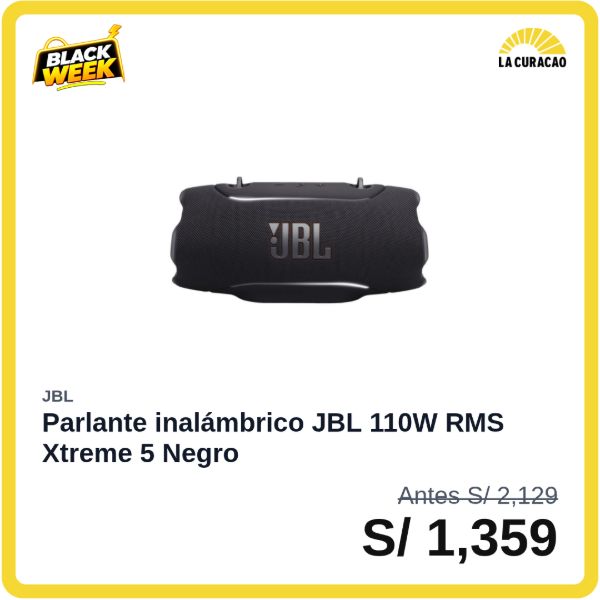 BLACK
WEEK
LA CURACAO
JBL
JBL
Parlante inalámbrico JBL 110W RMS
Xtreme 5 Negro
Antes S/ 2,129
S/ 1,359